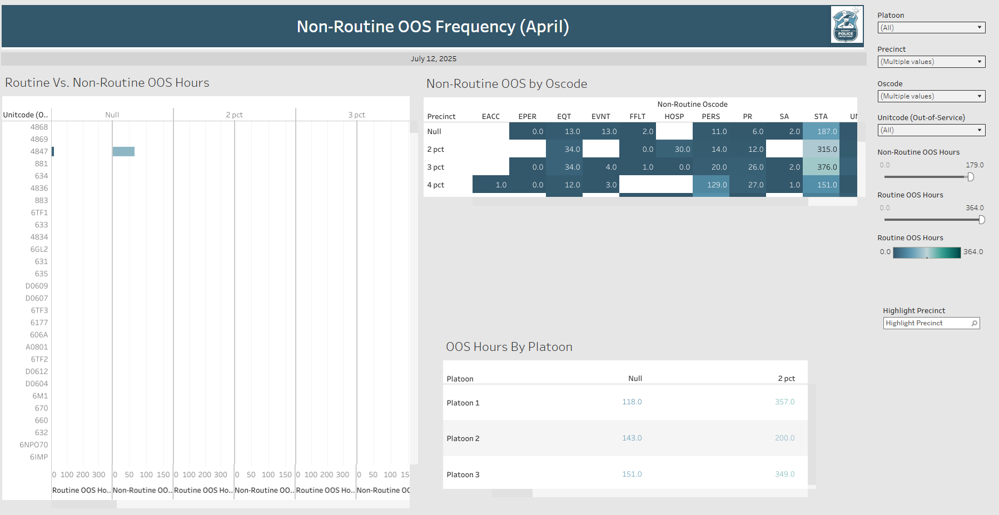 Non-Routine OOS Frequency (April)
POLICE
July 12, 2025
Routine Vs. Non-Routine OOS Hours
Unitcode (O.. Null 2 pct 3 pct
4868
4869
4847
881
634
4836
883
6TF1
633
4834
6GL2
631
635
D0609
D0607
6TF3
6177
606A
A0801
6TF2
D0612
D0604
6M1
670
660
632
6NPO70
6IMP
0 100 200 300 0 50 100 150 0 100 200 300 0 50 100 150 0 100 200 300 0 50 100 15
Routine OOS Ho.. Non-Routine OO.. Routine OOS Ho.. Non-Routine OO.. Routine OOS Ho.. Non-Routine OO
Non-Routine OOS by Oscode
Non-Routine Oscode
Precinct EACC EPER EQT EVNT FFLT HOSP PERS PR SA STA
Null 0.0 13.0 13.0 2.0 11.0 6.0 2.0 187.0
2 pct 34.0 0.0 30.0 14.0 12.0 315.0
3 pct 0.0 34.0 4.0 1.0 0.0 20.0 26.0 2.0 376.0
4 pct 1.0 0.0 12.0 3.0 129.0 27.0 1.0 151.0
OOS Hours By Platoon
Platoon Null 2 pct
Platoon 1 118.0 357.0
Platoon 2 143.0 200.0
Platoon 3 151.0 349.0
Platoon
(All)
Precinct
(Multiple values)
Oscode
(Multiple values)
Unitcode (Out-of-Service)
(All)
Non-Routine OOS Hours
0.0 179.0
Routine OOS Hours
0.0 364.0
Routine OOS Hours
0.0 364.0
Highlight Precinct
Highlight Precinct